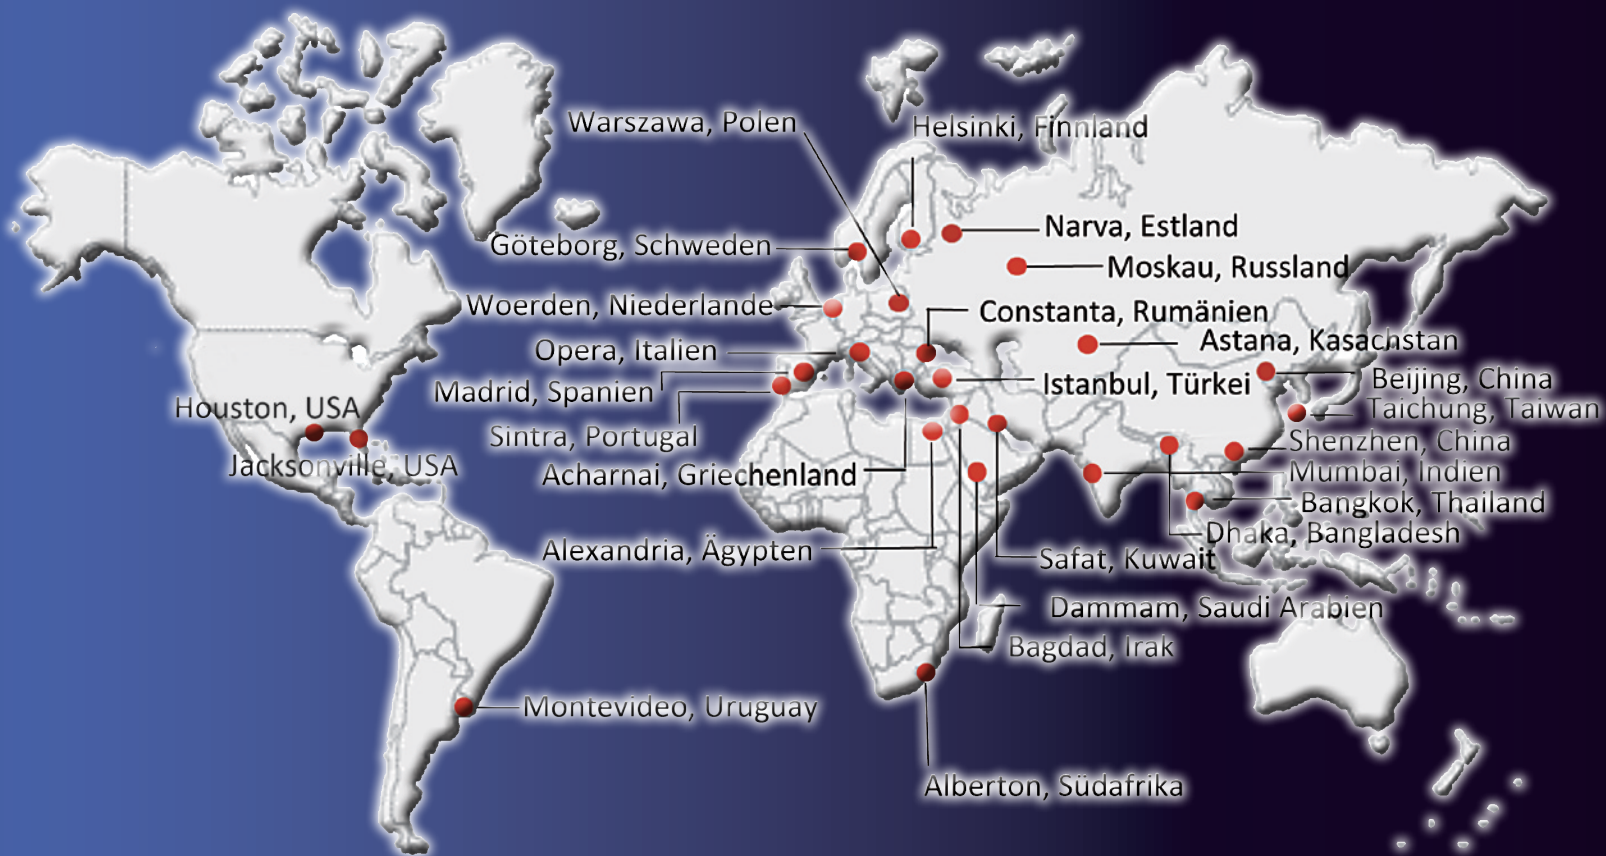 Warszawa, Polen
Helsinki, Finnland
Göteborg, Schweden
Narva, Estland
Moskau, Russland
Woerden, Niederlande
Constanta, Rumänien
Astana, Kasachstan
Opera, Italien
Madrid, Spanien
Istanbul, Türkei
Beijing, China
Houston, USA
Taichung, Taiwan
Sintra, Portugal
Shenzhen, China
Jacksonville, USA
Acharnai, Griechenland
Mumbai, Indien
Bangkok, Thailand
Dhaka, Bangladesh
Alexandria, Ägypten
Safat, Kuwait
Dammam, Saudi Arabien
Bagdad, Irak
Montevideo, Uruguay
Alberton, Südafrika